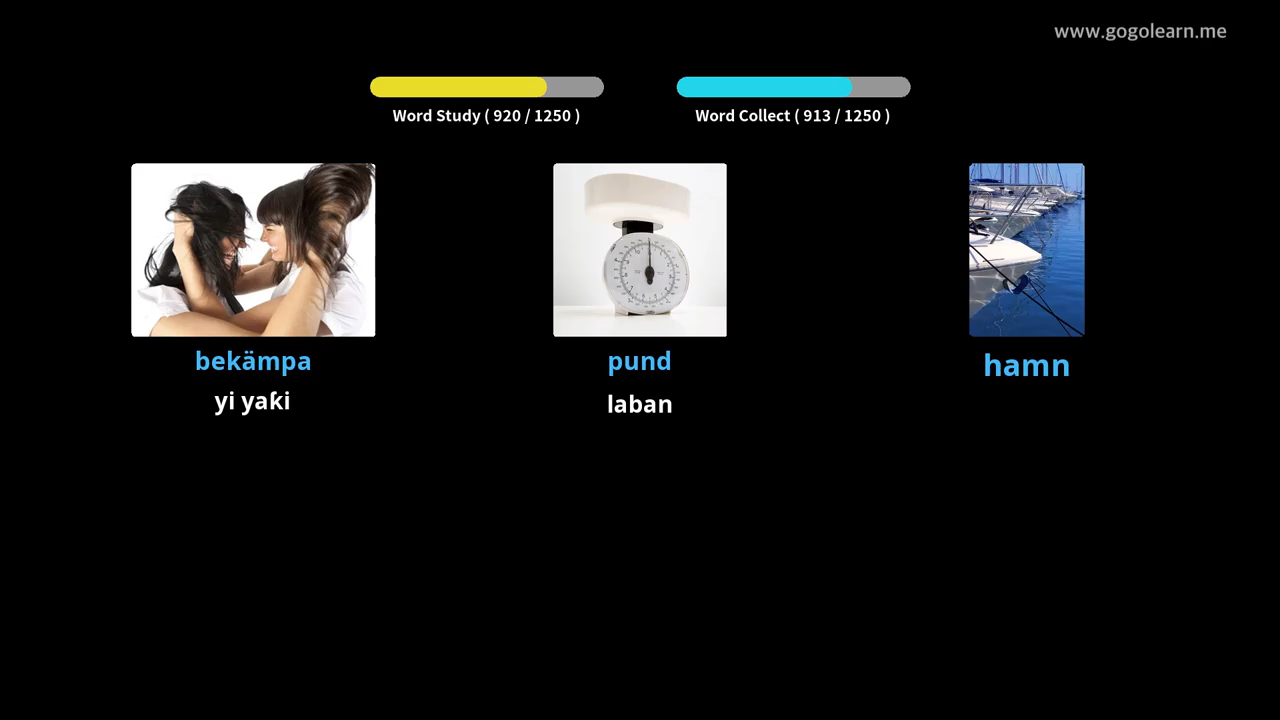 www.gogolearn.me
Word Study ( 920 / 1250 )
Word Collect ( 913 / 1250 )
bekämpa
pund
hamn
yi yaƙi
laban